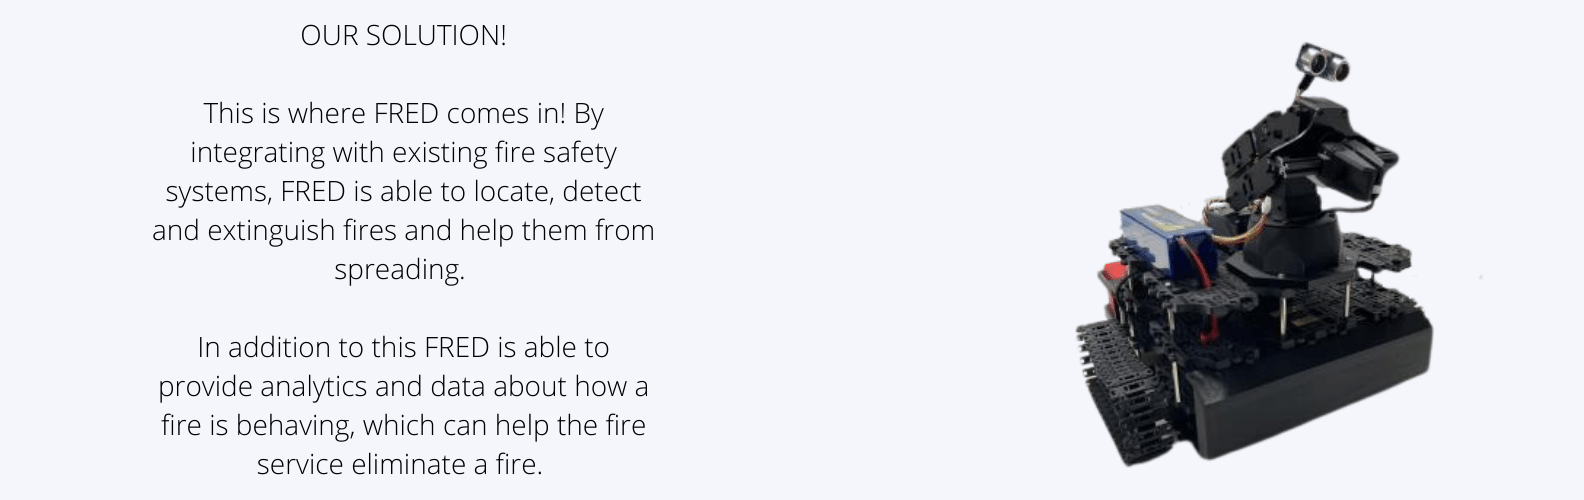 OUR SOLUTION!
This is where FRED comes in! By
integrating with existing fire safety
systems, FRED is able to locate, detect
and extinguish fires and help them from
spreading.
In addition to this FRED is able to
provide analytics and data about how a
fire is behaving, which can help the fire
service eliminate a fire.